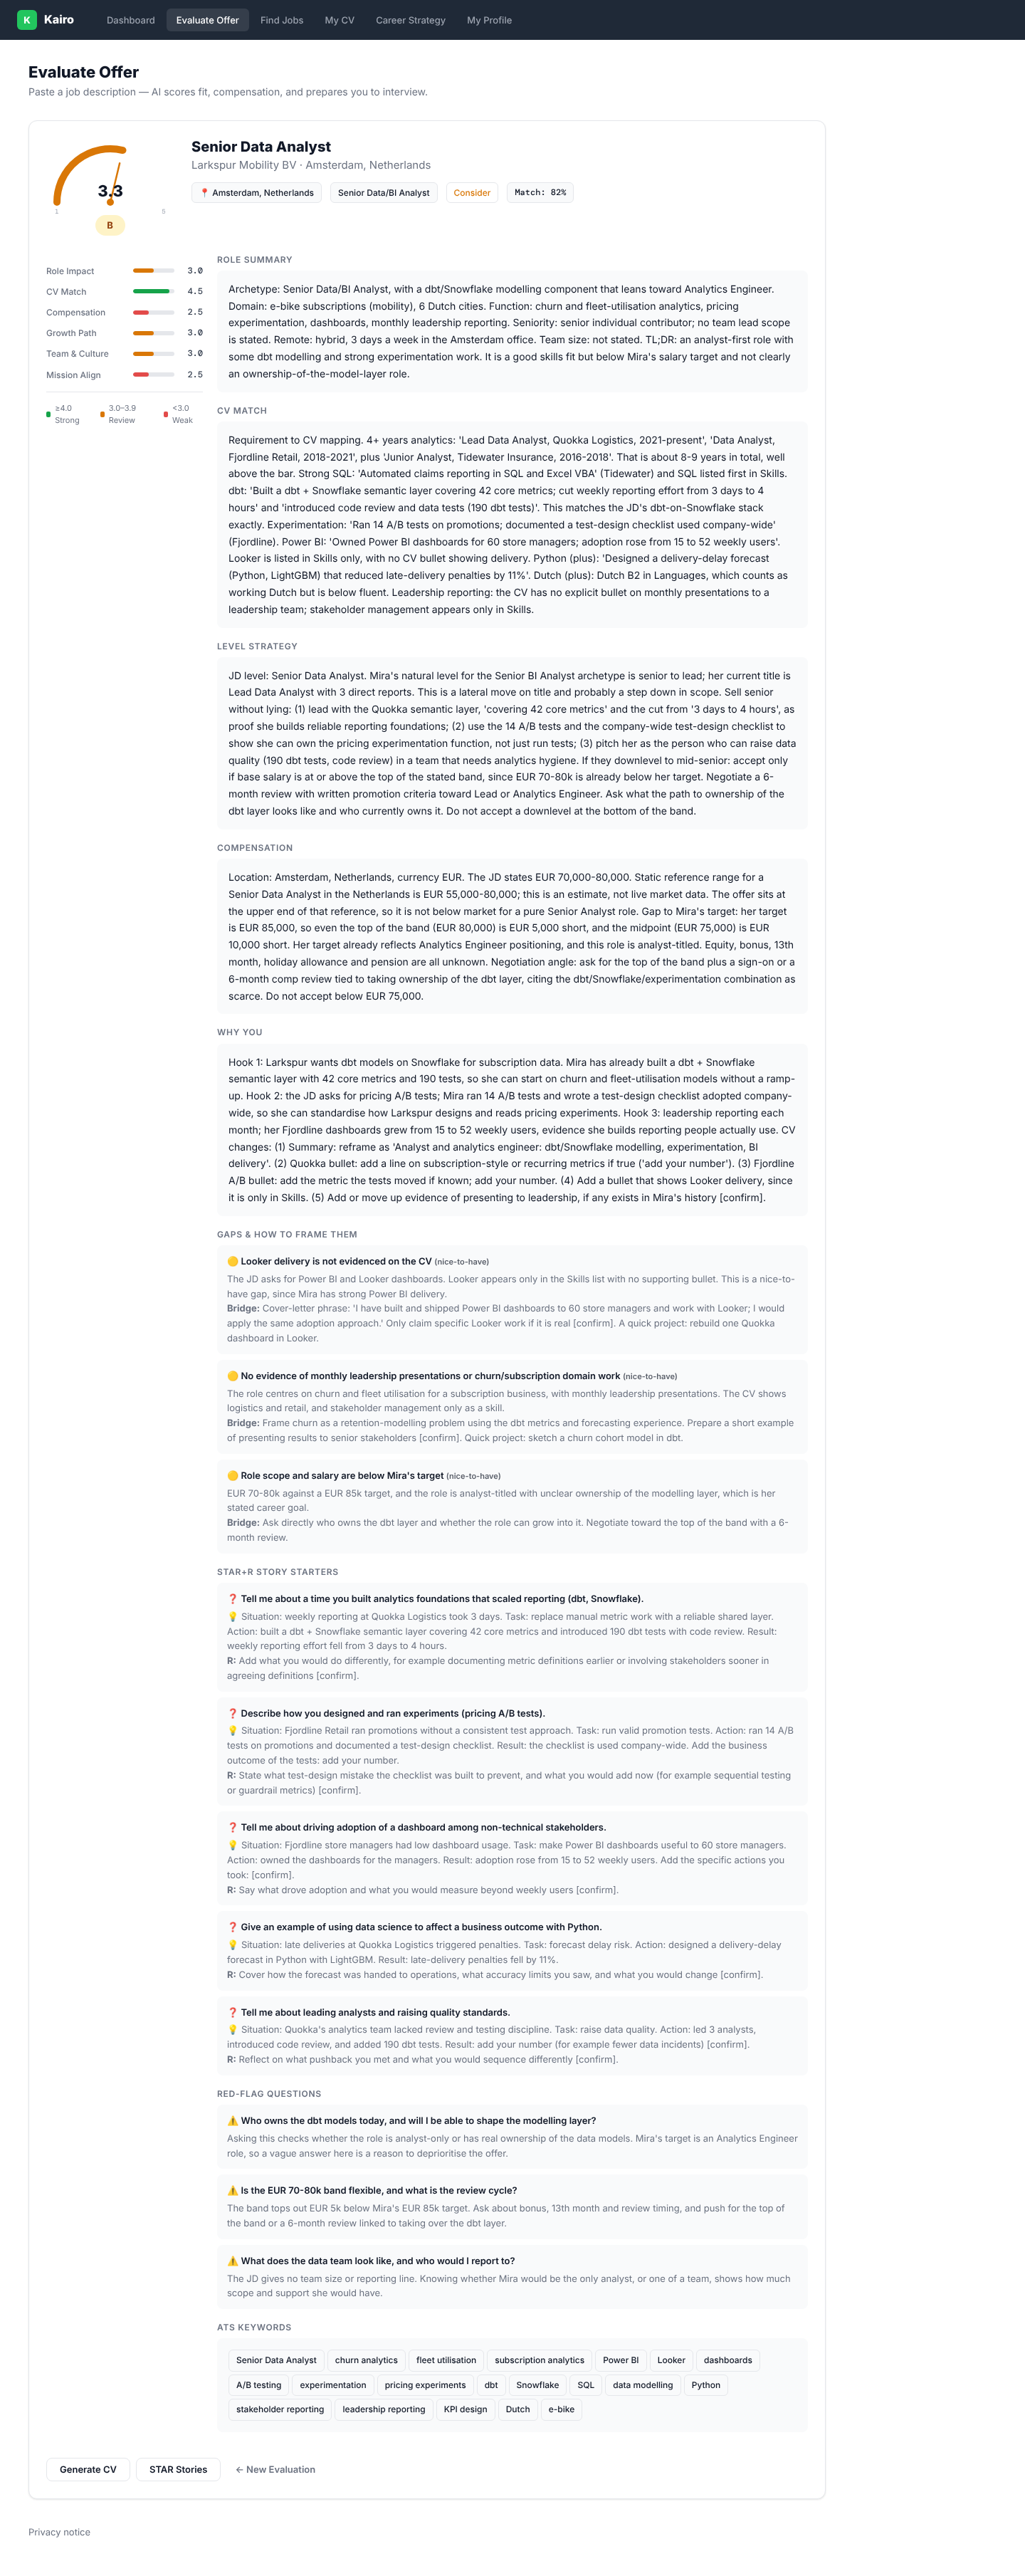 K Kairo Dashboard Evaluate Offer Find Jobs My CV Career Strategy My Profile
Evaluate Offer
Paste a job description — AI scores fit, compensation, and prepares you to interview.
3.3
1 5
B
Senior Data Analyst
Larkspur Mobility BV · Amsterdam, Netherlands
📍 Amsterdam, Netherlands Senior Data/BI Analyst Consider Match: 82%
Role Impact 3.0
CV Match 4.5
Compensation 2.5
Growth Path 3.0
Team & Culture 3.0
Mission Align 2.5
≥4.0 Strong
3.0–3.9 Review
<3.0 Weak
ROLE SUMMARY
Archetype: Senior Data/BI Analyst, with a dbt/Snowflake modelling component that leans toward Analytics Engineer.
Domain: e-bike subscriptions (mobility), 6 Dutch cities. Function: churn and fleet-utilisation analytics, pricing
experimentation, dashboards, monthly leadership reporting. Seniority: senior individual contributor; no team lead scope
is stated. Remote: hybrid, 3 days a week in the Amsterdam office. Team size: not stated. TL;DR: an analyst-first role with
some dbt modelling and strong experimentation work. It is a good skills fit but below Mira's salary target and not clearly
an ownership-of-the-model-layer role.
CV MATCH
Requirement to CV mapping. 4+ years analytics: 'Lead Data Analyst, Quokka Logistics, 2021-present', 'Data Analyst,
Fjordline Retail, 2018-2021', plus 'Junior Analyst, Tidewater Insurance, 2016-2018'. That is about 8-9 years in total, well
above the bar. Strong SQL: 'Automated claims reporting in SQL and Excel VBA' (Tidewater) and SQL listed first in Skills.
dbt: 'Built a dbt + Snowflake semantic layer covering 42 core metrics; cut weekly reporting effort from 3 days to 4
hours' and 'introduced code review and data tests (190 dbt tests)'. This matches the JD's dbt-on-Snowflake stack
exactly. Experimentation: 'Ran 14 A/B tests on promotions; documented a test-design checklist used company-wide'
(Fjordline). Power BI: 'Owned Power BI dashboards for 60 store managers; adoption rose from 15 to 52 weekly users'.
Looker is listed in Skills only, with no CV bullet showing delivery. Python (plus): 'Designed a delivery-delay forecast
(Python, LightGBM) that reduced late-delivery penalties by 11%'. Dutch (plus): Dutch B2 in Languages, which counts as
working Dutch but is below fluent. Leadership reporting: the CV has no explicit bullet on monthly presentations to a
leadership team; stakeholder management appears only in Skills.
LEVEL STRATEGY
JD level: Senior Data Analyst. Mira's natural level for the Senior BI Analyst archetype is senior to lead; her current title is
Lead Data Analyst with 3 direct reports. This is a lateral move on title and probably a step down in scope. Sell senior
without lying: (1) lead with the Quokka semantic layer, 'covering 42 core metrics' and the cut from '3 days to 4 hours', as
proof she builds reliable reporting foundations; (2) use the 14 A/B tests and the company-wide test-design checklist to
show she can own the pricing experimentation function, not just run tests; (3) pitch her as the person who can raise data
quality (190 dbt tests, code review) in a team that needs analytics hygiene. If they downlevel to mid-senior: accept only
if base salary is at or above the top of the stated band, since EUR 70-80k is already below her target. Negotiate a 6-
month review with written promotion criteria toward Lead or Analytics Engineer. Ask what the path to ownership of the
dbt layer looks like and who currently owns it. Do not accept a downlevel at the bottom of the band.
COMPENSATION
Location: Amsterdam, Netherlands, currency EUR. The JD states EUR 70,000-80,000. Static reference range for a
Senior Data Analyst in the Netherlands is EUR 55,000-80,000; this is an estimate, not live market data. The offer sits at
the upper end of that reference, so it is not below market for a pure Senior Analyst role. Gap to Mira's target: her target
is EUR 85,000, so even the top of the band (EUR 80,000) is EUR 5,000 short, and the midpoint (EUR 75,000) is EUR
10,000 short. Her target already reflects Analytics Engineer positioning, and this role is analyst-titled. Equity, bonus, 13th
month, holiday allowance and pension are all unknown. Negotiation angle: ask for the top of the band plus a sign-on or a
6-month comp review tied to taking ownership of the dbt layer, citing the dbt/Snowflake/experimentation combination as
scarce. Do not accept below EUR 75,000.
WHY YOU
Hook 1: Larkspur wants dbt models on Snowflake for subscription data. Mira has already built a dbt + Snowflake
semantic layer with 42 core metrics and 190 tests, so she can start on churn and fleet-utilisation models without a ramp-
up. Hook 2: the JD asks for pricing A/B tests; Mira ran 14 A/B tests and wrote a test-design checklist adopted company-
wide, so she can standardise how Larkspur designs and reads pricing experiments. Hook 3: leadership reporting each
month; her Fjordline dashboards grew from 15 to 52 weekly users, evidence she builds reporting people actually use. CV
changes: (1) Summary: reframe as 'Analyst and analytics engineer: dbt/Snowflake modelling, experimentation, BI
delivery'. (2) Quokka bullet: add a line on subscription-style or recurring metrics if true ('add your number'). (3) Fjordline
A/B bullet: add the metric the tests moved if known; add your number. (4) Add a bullet that shows Looker delivery, since
it is only in Skills. (5) Add or move up evidence of presenting to leadership, if any exists in Mira's history [confirm].
GAPS & HOW TO FRAME THEM
🟡 Looker delivery is not evidenced on the CV (nice-to-have)
The JD asks for Power BI and Looker dashboards. Looker appears only in the Skills list with no supporting bullet. This is a nice-to-
have gap, since Mira has strong Power BI delivery.
Bridge: Cover-letter phrase: 'I have built and shipped Power BI dashboards to 60 store managers and work with Looker; I would
apply the same adoption approach.' Only claim specific Looker work if it is real [confirm]. A quick project: rebuild one Quokka
dashboard in Looker.
🟡 No evidence of monthly leadership presentations or churn/subscription domain work (nice-to-have)
The role centres on churn and fleet utilisation for a subscription business, with monthly leadership presentations. The CV shows
logistics and retail, and stakeholder management only as a skill.
Bridge: Frame churn as a retention-modelling problem using the dbt metrics and forecasting experience. Prepare a short example
of presenting results to senior stakeholders [confirm]. Quick project: sketch a churn cohort model in dbt.
🟡 Role scope and salary are below Mira's target (nice-to-have)
EUR 70-80k against a EUR 85k target, and the role is analyst-titled with unclear ownership of the modelling layer, which is her
stated career goal.
Bridge: Ask directly who owns the dbt layer and whether the role can grow into it. Negotiate toward the top of the band with a 6-
month review.
STAR+R STORY STARTERS
❓ Tell me about a time you built analytics foundations that scaled reporting (dbt, Snowflake).
💡 Situation: weekly reporting at Quokka Logistics took 3 days. Task: replace manual metric work with a reliable shared layer.
Action: built a dbt + Snowflake semantic layer covering 42 core metrics and introduced 190 dbt tests with code review. Result:
weekly reporting effort fell from 3 days to 4 hours.
R: Add what you would do differently, for example documenting metric definitions earlier or involving stakeholders sooner in
agreeing definitions [confirm].
❓ Describe how you designed and ran experiments (pricing A/B tests).
💡 Situation: Fjordline Retail ran promotions without a consistent test approach. Task: run valid promotion tests. Action: ran 14 A/B
tests on promotions and documented a test-design checklist. Result: the checklist is used company-wide. Add the business
outcome of the tests: add your number.
R: State what test-design mistake the checklist was built to prevent, and what you would add now (for example sequential testing
or guardrail metrics) [confirm].
❓ Tell me about driving adoption of a dashboard among non-technical stakeholders.
💡 Situation: Fjordline store managers had low dashboard usage. Task: make Power BI dashboards useful to 60 store managers.
Action: owned the dashboards for the managers. Result: adoption rose from 15 to 52 weekly users. Add the specific actions you
took: [confirm].
R: Say what drove adoption and what you would measure beyond weekly users [confirm].
❓ Give an example of using data science to affect a business outcome with Python.
💡 Situation: late deliveries at Quokka Logistics triggered penalties. Task: forecast delay risk. Action: designed a delivery-delay
forecast in Python with LightGBM. Result: late-delivery penalties fell by 11%.
R: Cover how the forecast was handed to operations, what accuracy limits you saw, and what you would change [confirm].
❓ Tell me about leading analysts and raising quality standards.
💡 Situation: Quokka's analytics team lacked review and testing discipline. Task: raise data quality. Action: led 3 analysts,
introduced code review, and added 190 dbt tests. Result: add your number (for example fewer data incidents) [confirm].
R: Reflect on what pushback you met and what you would sequence differently [confirm].
RED-FLAG QUESTIONS
⚠️ Who owns the dbt models today, and will I be able to shape the modelling layer?
Asking this checks whether the role is analyst-only or has real ownership of the data models. Mira's target is an Analytics Engineer
role, so a vague answer here is a reason to deprioritise the offer.
⚠️ Is the EUR 70-80k band flexible, and what is the review cycle?
The band tops out EUR 5k below Mira's EUR 85k target. Ask about bonus, 13th month and review timing, and push for the top of
the band or a 6-month review linked to taking over the dbt layer.
⚠️ What does the data team look like, and who would I report to?
The JD gives no team size or reporting line. Knowing whether Mira would be the only analyst, or one of a team, shows how much
scope and support she would have.
ATS KEYWORDS
Senior Data Analyst churn analytics fleet utilisation subscription analytics Power BI Looker dashboards
A/B testing experimentation pricing experiments dbt Snowflake SQL data modelling Python
stakeholder reporting leadership reporting KPI design Dutch e-bike
Generate CV STAR Stories ← New Evaluation
Privacy notice